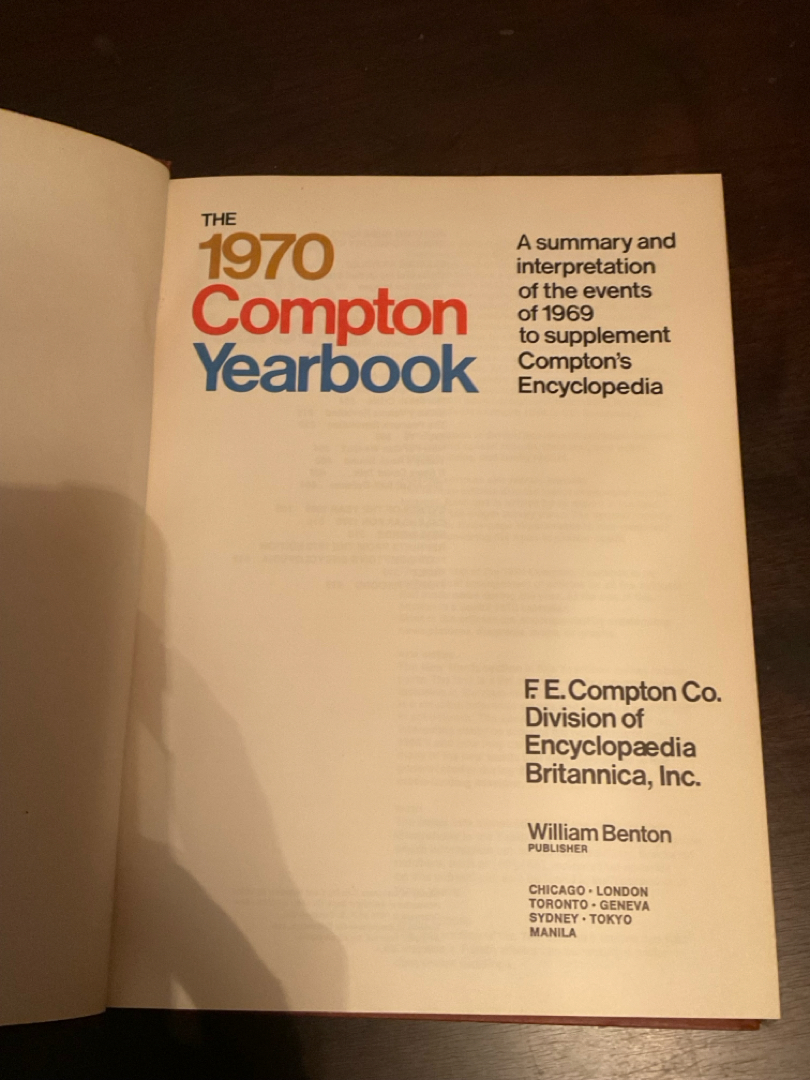 THE
1970
Compton
Yearbook
A summary and
interpretation
of the events
of 1969
to supplement
Compton's
Encyclopedia
F. E. Compton Co.
Division of
Encyclopædia
Britannica, Inc.
William Benton
PUBLISHER
CHICAGO • LONDON
TORONTO • GENEVA
SYDNEY • TOKYO
MANILA